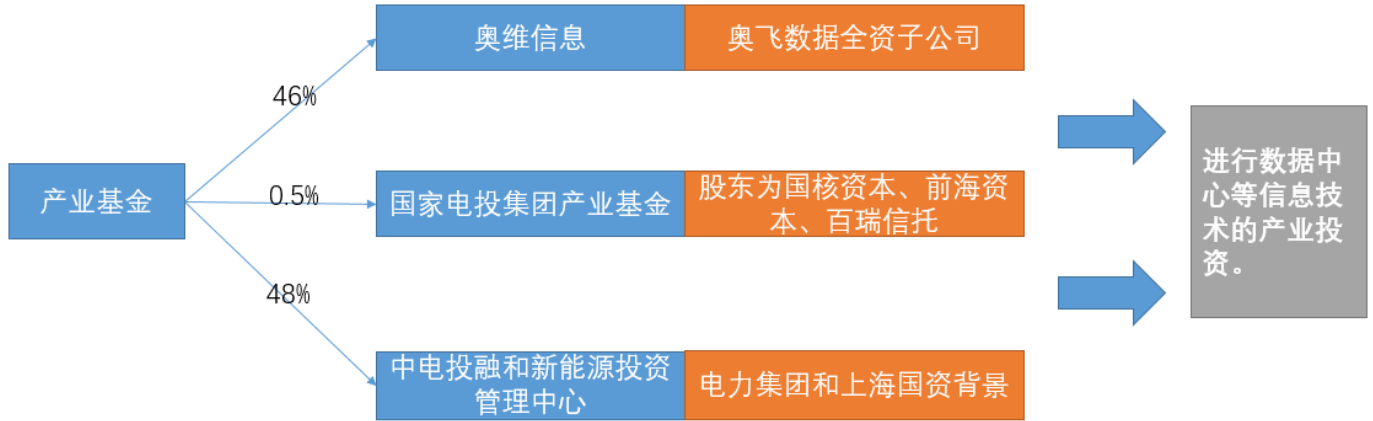 奥维信息
奥飞数据全资子公司
46%
产业基金
0.5%
国家电投集团产业基金
股东为国核资本、前海资
本、百瑞信托
进行数据中
心等信息技
术的产业投
资。
48%
中电投融和新能源投资
管理中心
电力集团和上海国资背景